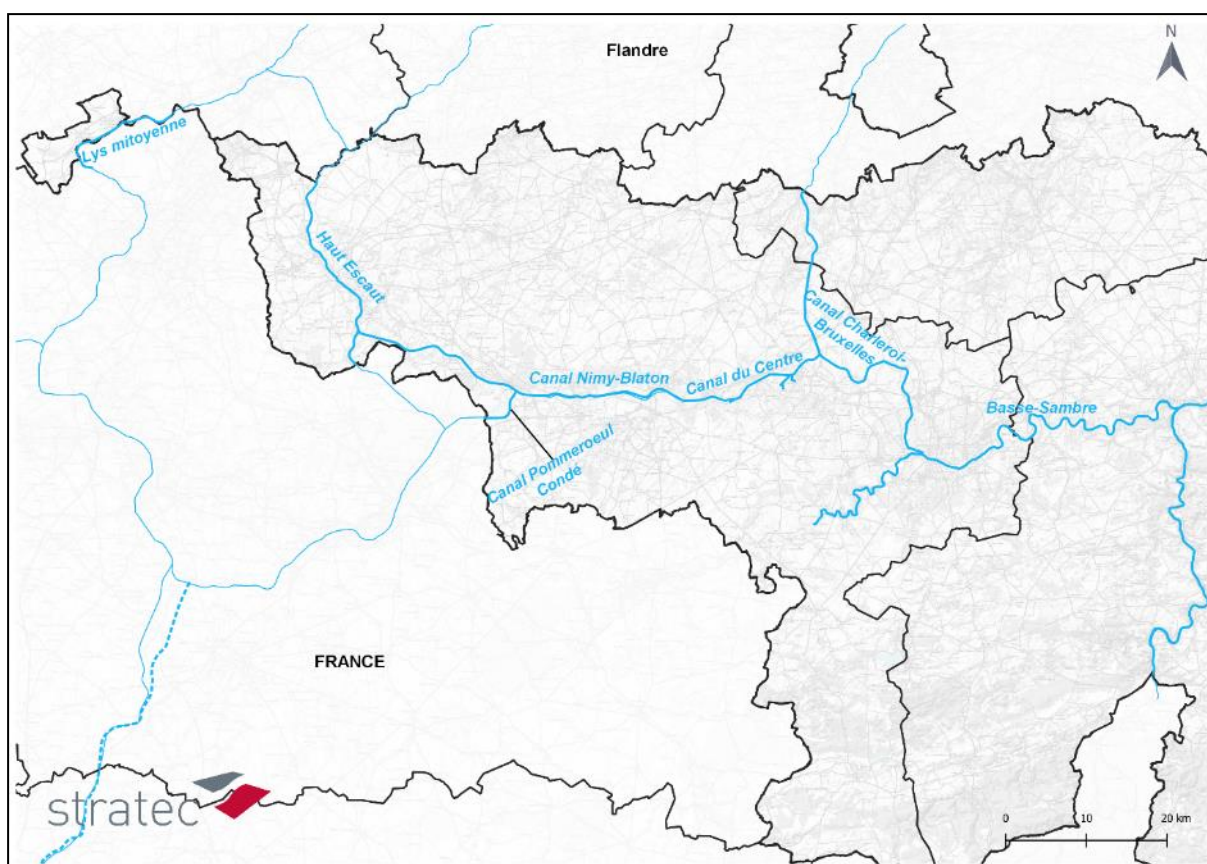 Flandre
N
Lys mitoyenne
Haut Escaut
Canal Charleroi-
Bruxelles
Canal Nimy-Blaton
Canal du Centre
Basse-Sambre
Canal Pommeroeul
Condé
FRANCE
stratec
0 10 20 km